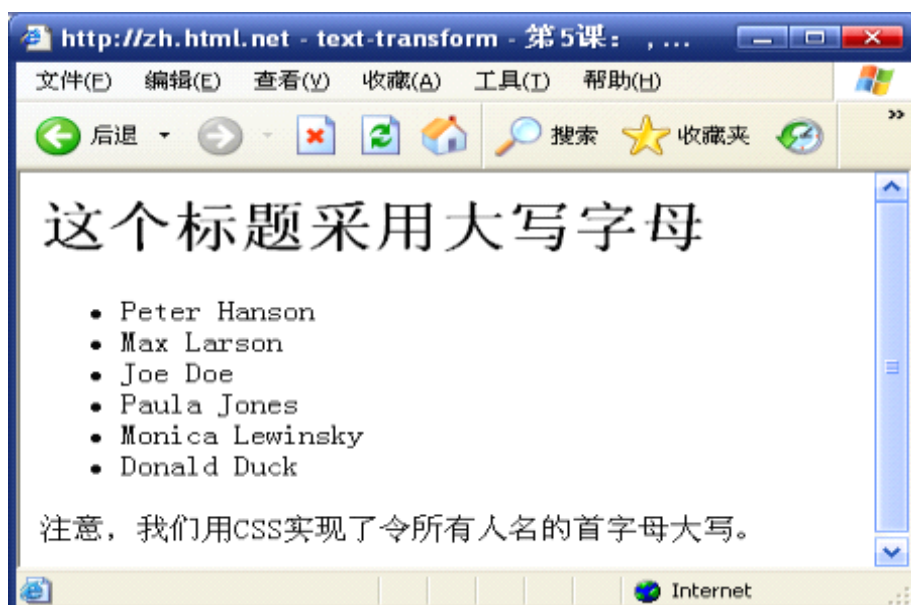 http://zh.html.net - text-transform - 第5课： , ...
文件(F) 编辑(E) 查看(V) 收藏(A) 工具(T) 帮助(H)
后退 搜索 收藏夹 »
这个标题采用大写字母
• Peter Hanson
• Max Larson
• Joe Doe
• Paula Jones
• Monica Lewinsky
• Donald Duck
注意，我们用CSS实现了令所有人名的首字母大写。
Internet